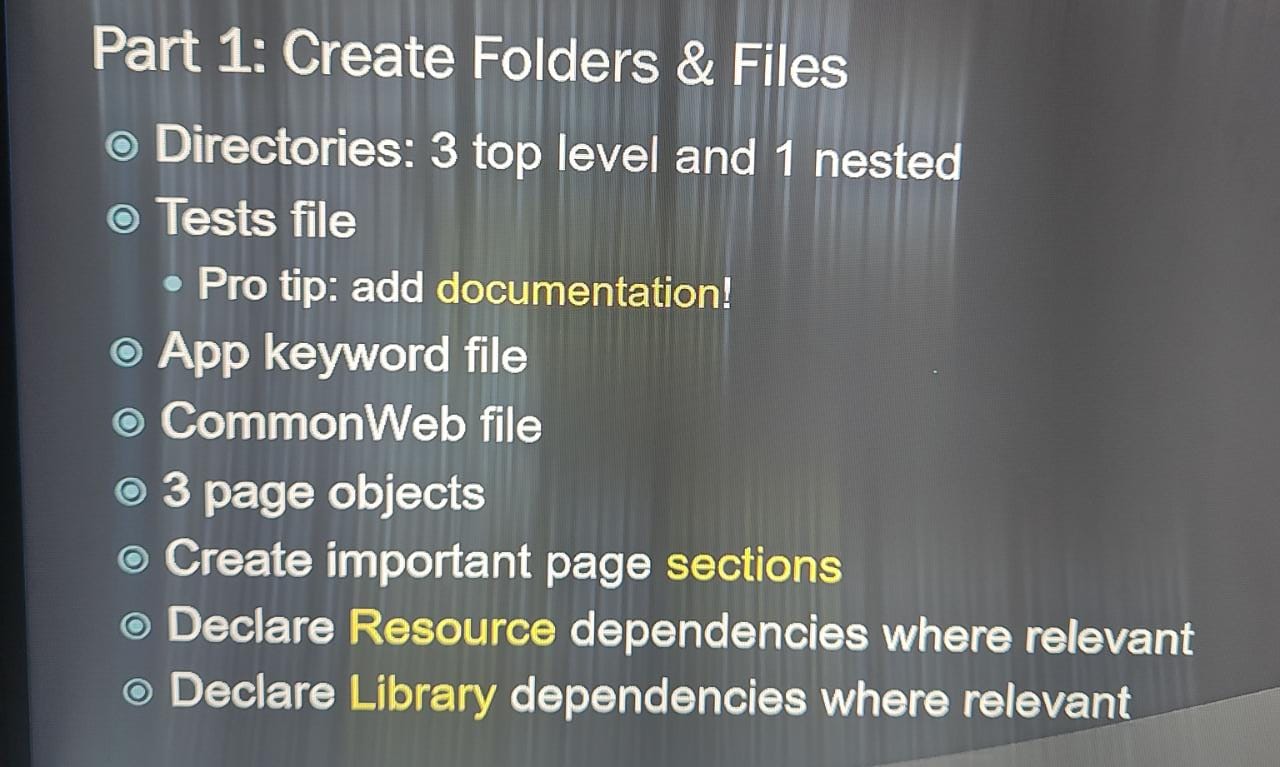 Part 1: Create Folders & Files
Directories: 3 top level and 1 nested
Tests file
Pro tip: add documentation!
App keyword file
CommonWeb file
3 page objects
Create important page sections
Declare Resource dependencies where relevant
Declare Library dependencies where relevant